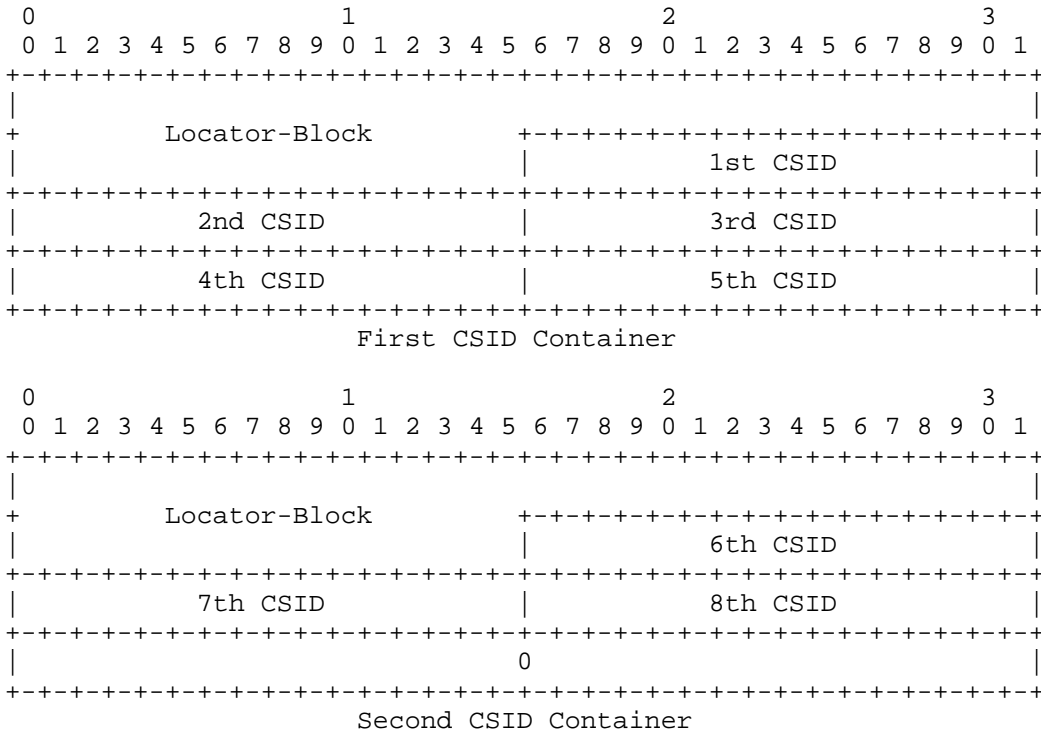 0                   1                   2                   3
 0 1 2 3 4 5 6 7 8 9 0 1 2 3 4 5 6 7 8 9 0 1 2 3 4 5 6 7 8 9 0 1
+-+-+-+-+-+-+-+-+-+-+-+-+-+-+-+-+-+-+-+-+-+-+-+-+-+-+-+-+-+-+-+-+
|                                                               |
+         Locator-Block         +-+-+-+-+-+-+-+-+-+-+-+-+-+-+-+-+
|                               |           1st CSID            |
+-+-+-+-+-+-+-+-+-+-+-+-+-+-+-+-+-+-+-+-+-+-+-+-+-+-+-+-+-+-+-+-+
|           2nd CSID            |           3rd CSID            |
+-+-+-+-+-+-+-+-+-+-+-+-+-+-+-+-+-+-+-+-+-+-+-+-+-+-+-+-+-+-+-+-+
|           4th CSID            |           5th CSID            |
+-+-+-+-+-+-+-+-+-+-+-+-+-+-+-+-+-+-+-+-+-+-+-+-+-+-+-+-+-+-+-+-+
                      First CSID Container

 0                   1                   2                   3
 0 1 2 3 4 5 6 7 8 9 0 1 2 3 4 5 6 7 8 9 0 1 2 3 4 5 6 7 8 9 0 1
+-+-+-+-+-+-+-+-+-+-+-+-+-+-+-+-+-+-+-+-+-+-+-+-+-+-+-+-+-+-+-+-+
|                                                               |
+         Locator-Block         +-+-+-+-+-+-+-+-+-+-+-+-+-+-+-+-+
|                               |           6th CSID            |
+-+-+-+-+-+-+-+-+-+-+-+-+-+-+-+-+-+-+-+-+-+-+-+-+-+-+-+-+-+-+-+-+
|           7th CSID            |           8th CSID            |
+-+-+-+-+-+-+-+-+-+-+-+-+-+-+-+-+-+-+-+-+-+-+-+-+-+-+-+-+-+-+-+-+
|                               0                               |
+-+-+-+-+-+-+-+-+-+-+-+-+-+-+-+-+-+-+-+-+-+-+-+-+-+-+-+-+-+-+-+-+
                      Second CSID Container